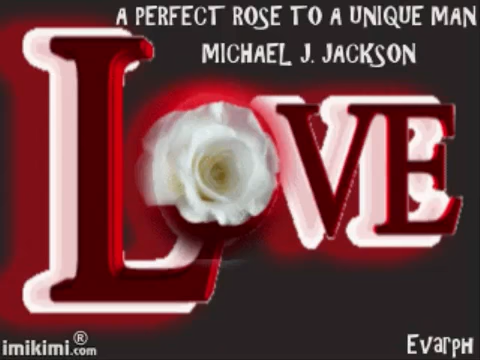 A PERFECT ROSE TO A UNIQUE MAN
MICHAEL J. JACKSON
LOVE
imikimi®.com
Evarph